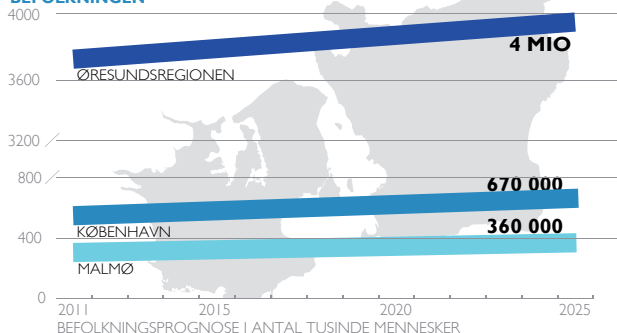 BEFOLKNINGEN
4000
4 MIO
ØRESUNDSREGIONEN
3600
3200
800
670 000
KØBENHAVN
360 000
400
MALMØ
0
2011 2015 2020 2025
BEFOLKNINGSPROGNOSE I ANTAL TUSINDE MENNESKER